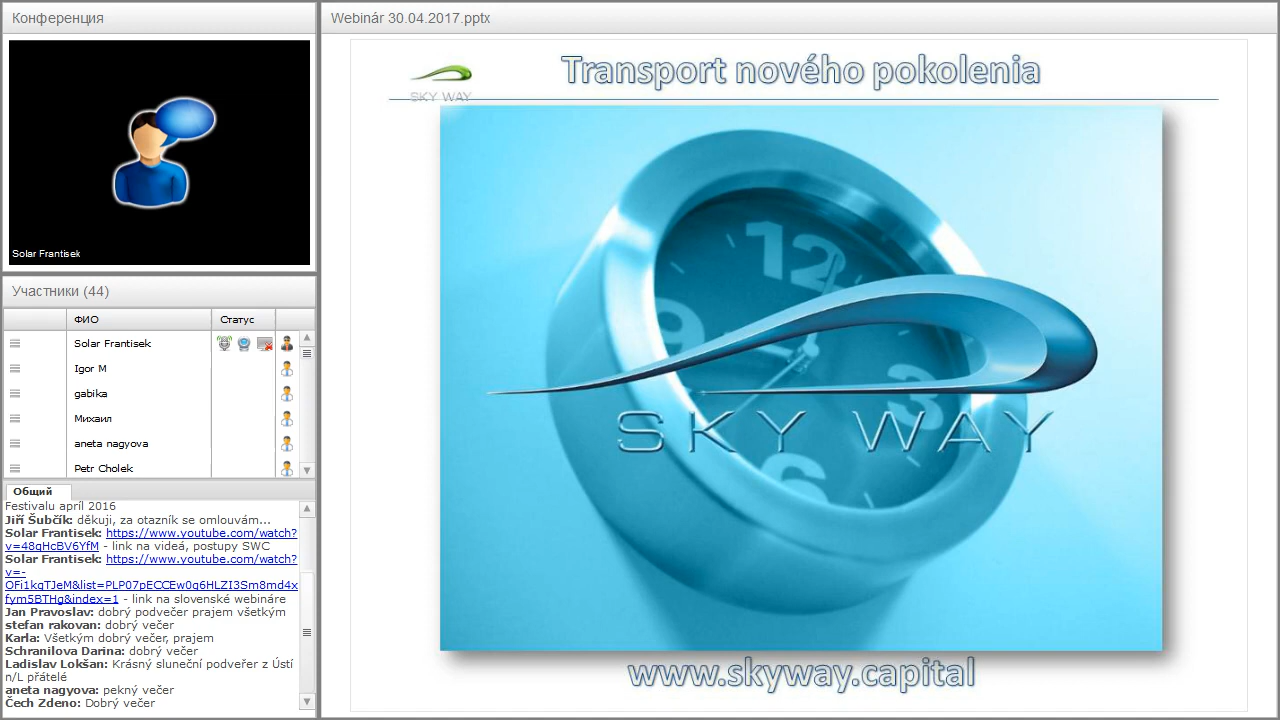 Конференция
Solar Frantisek
Участники (44)
ФИО
Статус
Solar Frantisek
Igor M
gabika
Михаил
aneta nagyova
Petr Cholek
Общий
Festivalu apríl 2016
Jiří Šubčík: děkuji, za otazník se omlouvám...
Solar Frantisek: https://www.youtube.com/watch?
v=48gHcBV6YfM - link na videá, postupy SWC
Solar Frantisek: https://www.youtube.com/watch?
v=-
OFi1kqTJeM&list=PLP07pECCEw0q6HLZI3Sm8md4x
fym5BTHg&index=1 - link na slovenské webináre
Jan Pravoslav: dobrý podvečer prajem všetkým
stefan rakovan: dobrý večer
Karla: Všetkým dobrý večer, prajem
Schranilova Darina: dobrý večer
Ladislav Lokšan: Krásný sluneční podveřer z Ústí
n/L přátelé
aneta nagyova: pekný večer
Čech Zdeno: Dobrý večer
Webinár 30.04.2017.pptx
SKY WAY
Transport nového pokolenia
12
9
3
6
SKY WAY
www.skyway.capital